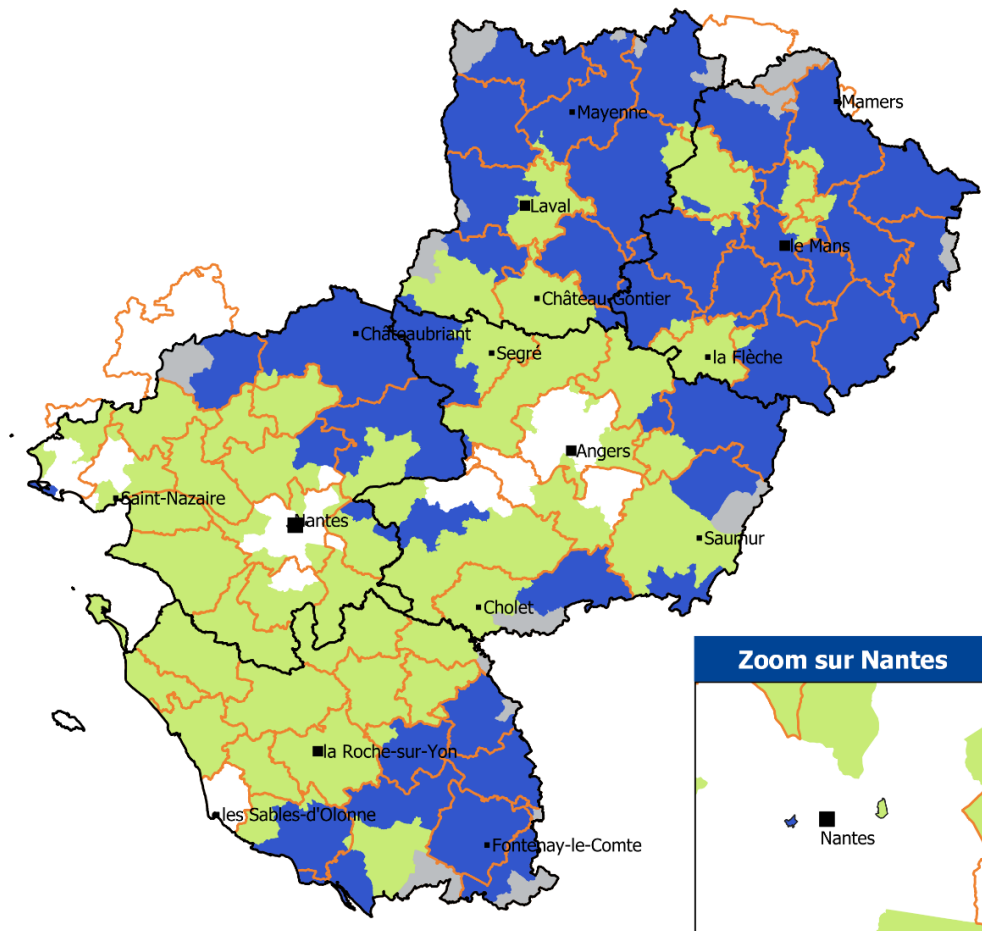 Mamers
Mayenne
Laval
le Mans
Château-Gontier
Châteaubriant
Segré
la Flèche
Angers
Saint-Nazaire
Nantes
Saumur
Cholet
Zoom sur Nantes
la Roche-sur-Yon
les Sables-d'Olonne
Nantes
Fontenay-le-Comte